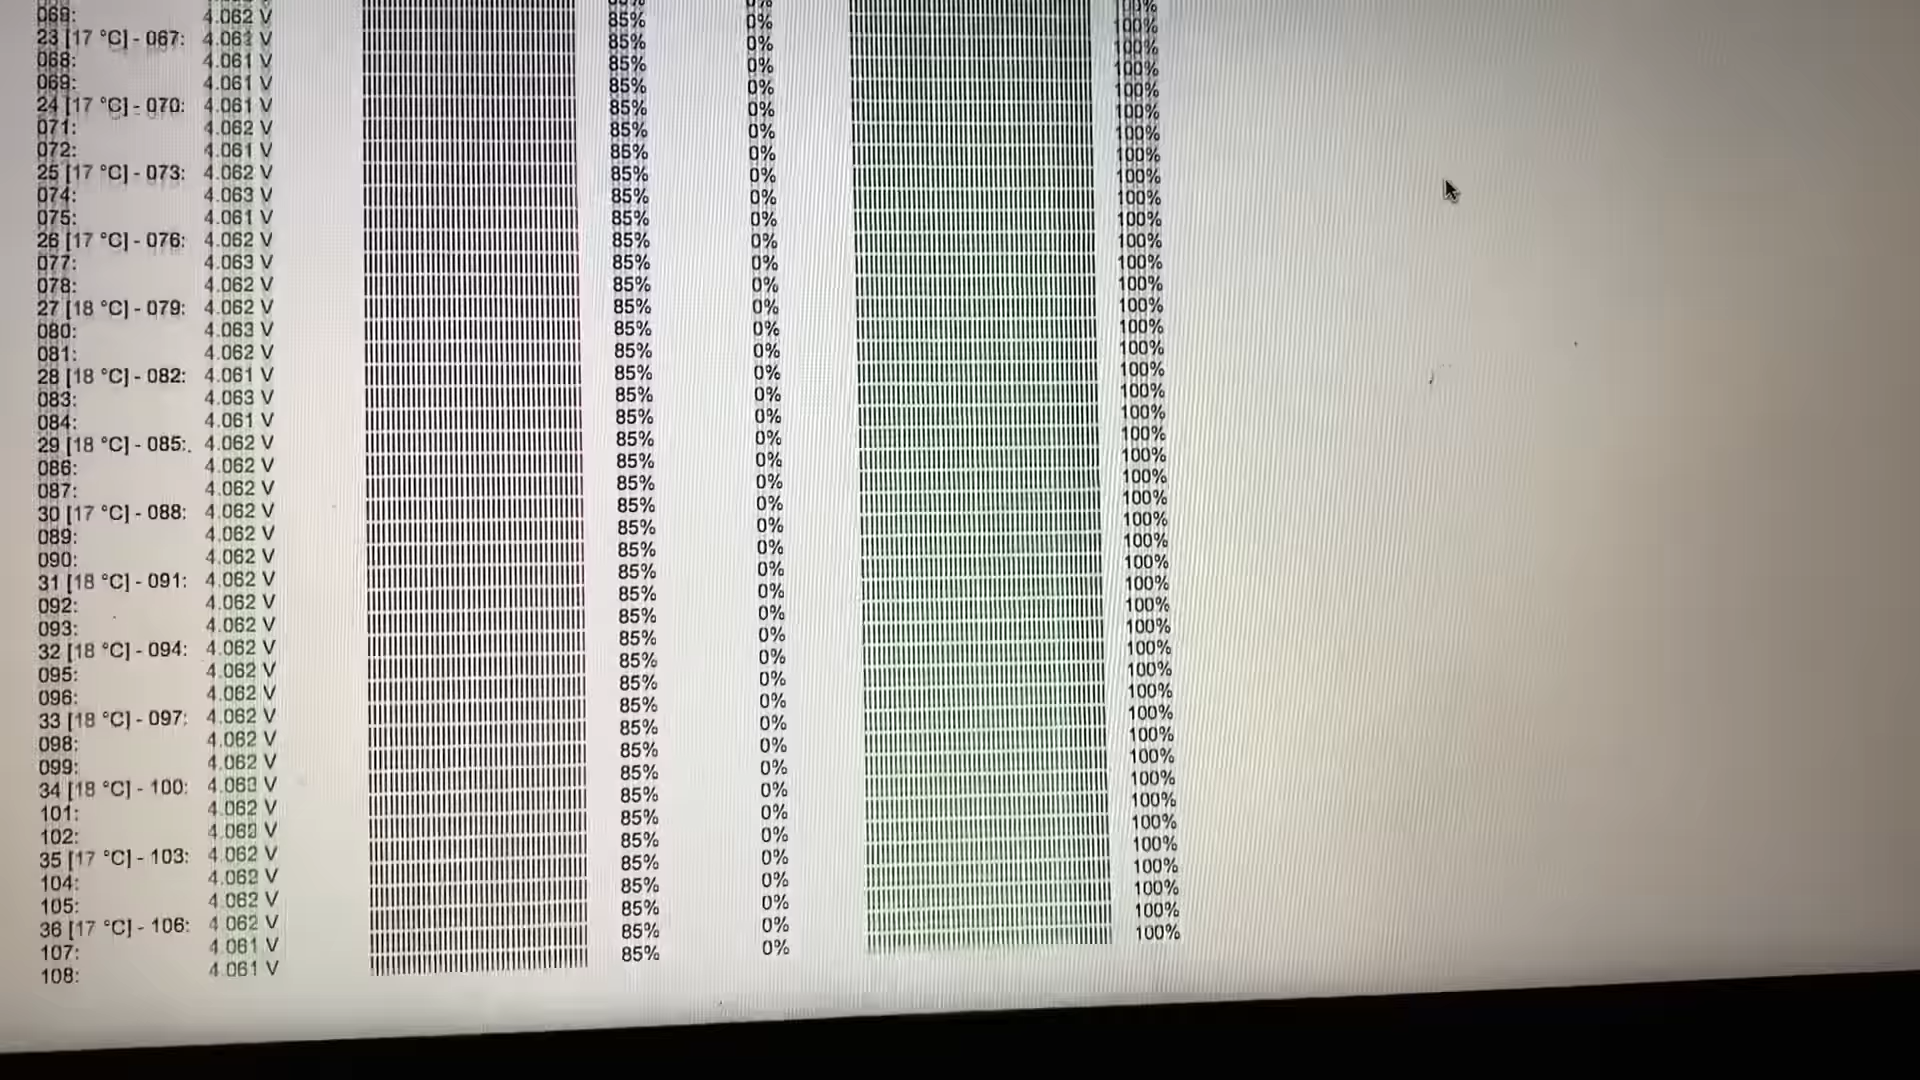 066: 4.062 V 85% 0% 100%
23 [17 °C] - 067: 4.061 V 85% 0% 100%
068: 4.061 V 85% 0% 100%
069: 4.061 V 85% 0% 100%
24 [17 °C] - 070: 4.061 V 85% 0% 100%
071: 4.062 V 85% 0% 100%
072: 4.061 V 85% 0% 100%
25 [17 °C] - 073: 4.062 V 85% 0% 100%
074: 4.063 V 85% 0% 100%
075: 4.061 V 85% 0% 100%
26 [17 °C] - 076: 4.062 V 85% 0% 100%
077: 4.063 V 85% 0% 100%
078: 4.062 V 85% 0% 100%
27 [18 °C] - 079: 4.062 V 85% 0% 100%
080: 4.063 V 85% 0% 100%
081: 4.062 V 85% 0% 100%
28 [18 °C] - 082: 4.061 V 85% 0% 100%
083: 4.063 V 85% 0% 100%
084: 4.061 V 85% 0% 100%
29 [18 °C] - 085: 4.062 V 85% 0% 100%
086: 4.062 V 85% 0% 100%
087: 4.062 V 85% 0% 100%
30 [17 °C] - 088: 4.062 V 85% 0% 100%
089: 4.062 V 85% 0% 100%
090: 4.062 V 85% 0% 100%
31 [18 °C] - 091: 4.062 V 85% 0% 100%
092: 4.062 V 85% 0% 100%
093: 4.062 V 85% 0% 100%
32 [18 °C] - 094: 4.062 V 85% 0% 100%
095: 4.062 V 85% 0% 100%
096: 4.062 V 85% 0% 100%
33 [18 °C] - 097: 4.062 V 85% 0% 100%
098: 4.062 V 85% 0% 100%
099: 4.062 V 85% 0% 100%
34 [18 °C] - 100: 4.063 V 85% 0% 100%
101: 4.062 V 85% 0% 100%
102: 4.063 V 85% 0% 100%
35 [17 °C] - 103: 4.062 V 85% 0% 100%
104: 4.062 V 85% 0% 100%
105: 4.062 V 85% 0% 100%
36 [17 °C] - 106: 4.062 V 85% 0% 100%
107: 4.061 V 85% 0% 100%
108: 4.061 V 85% 0% 100%